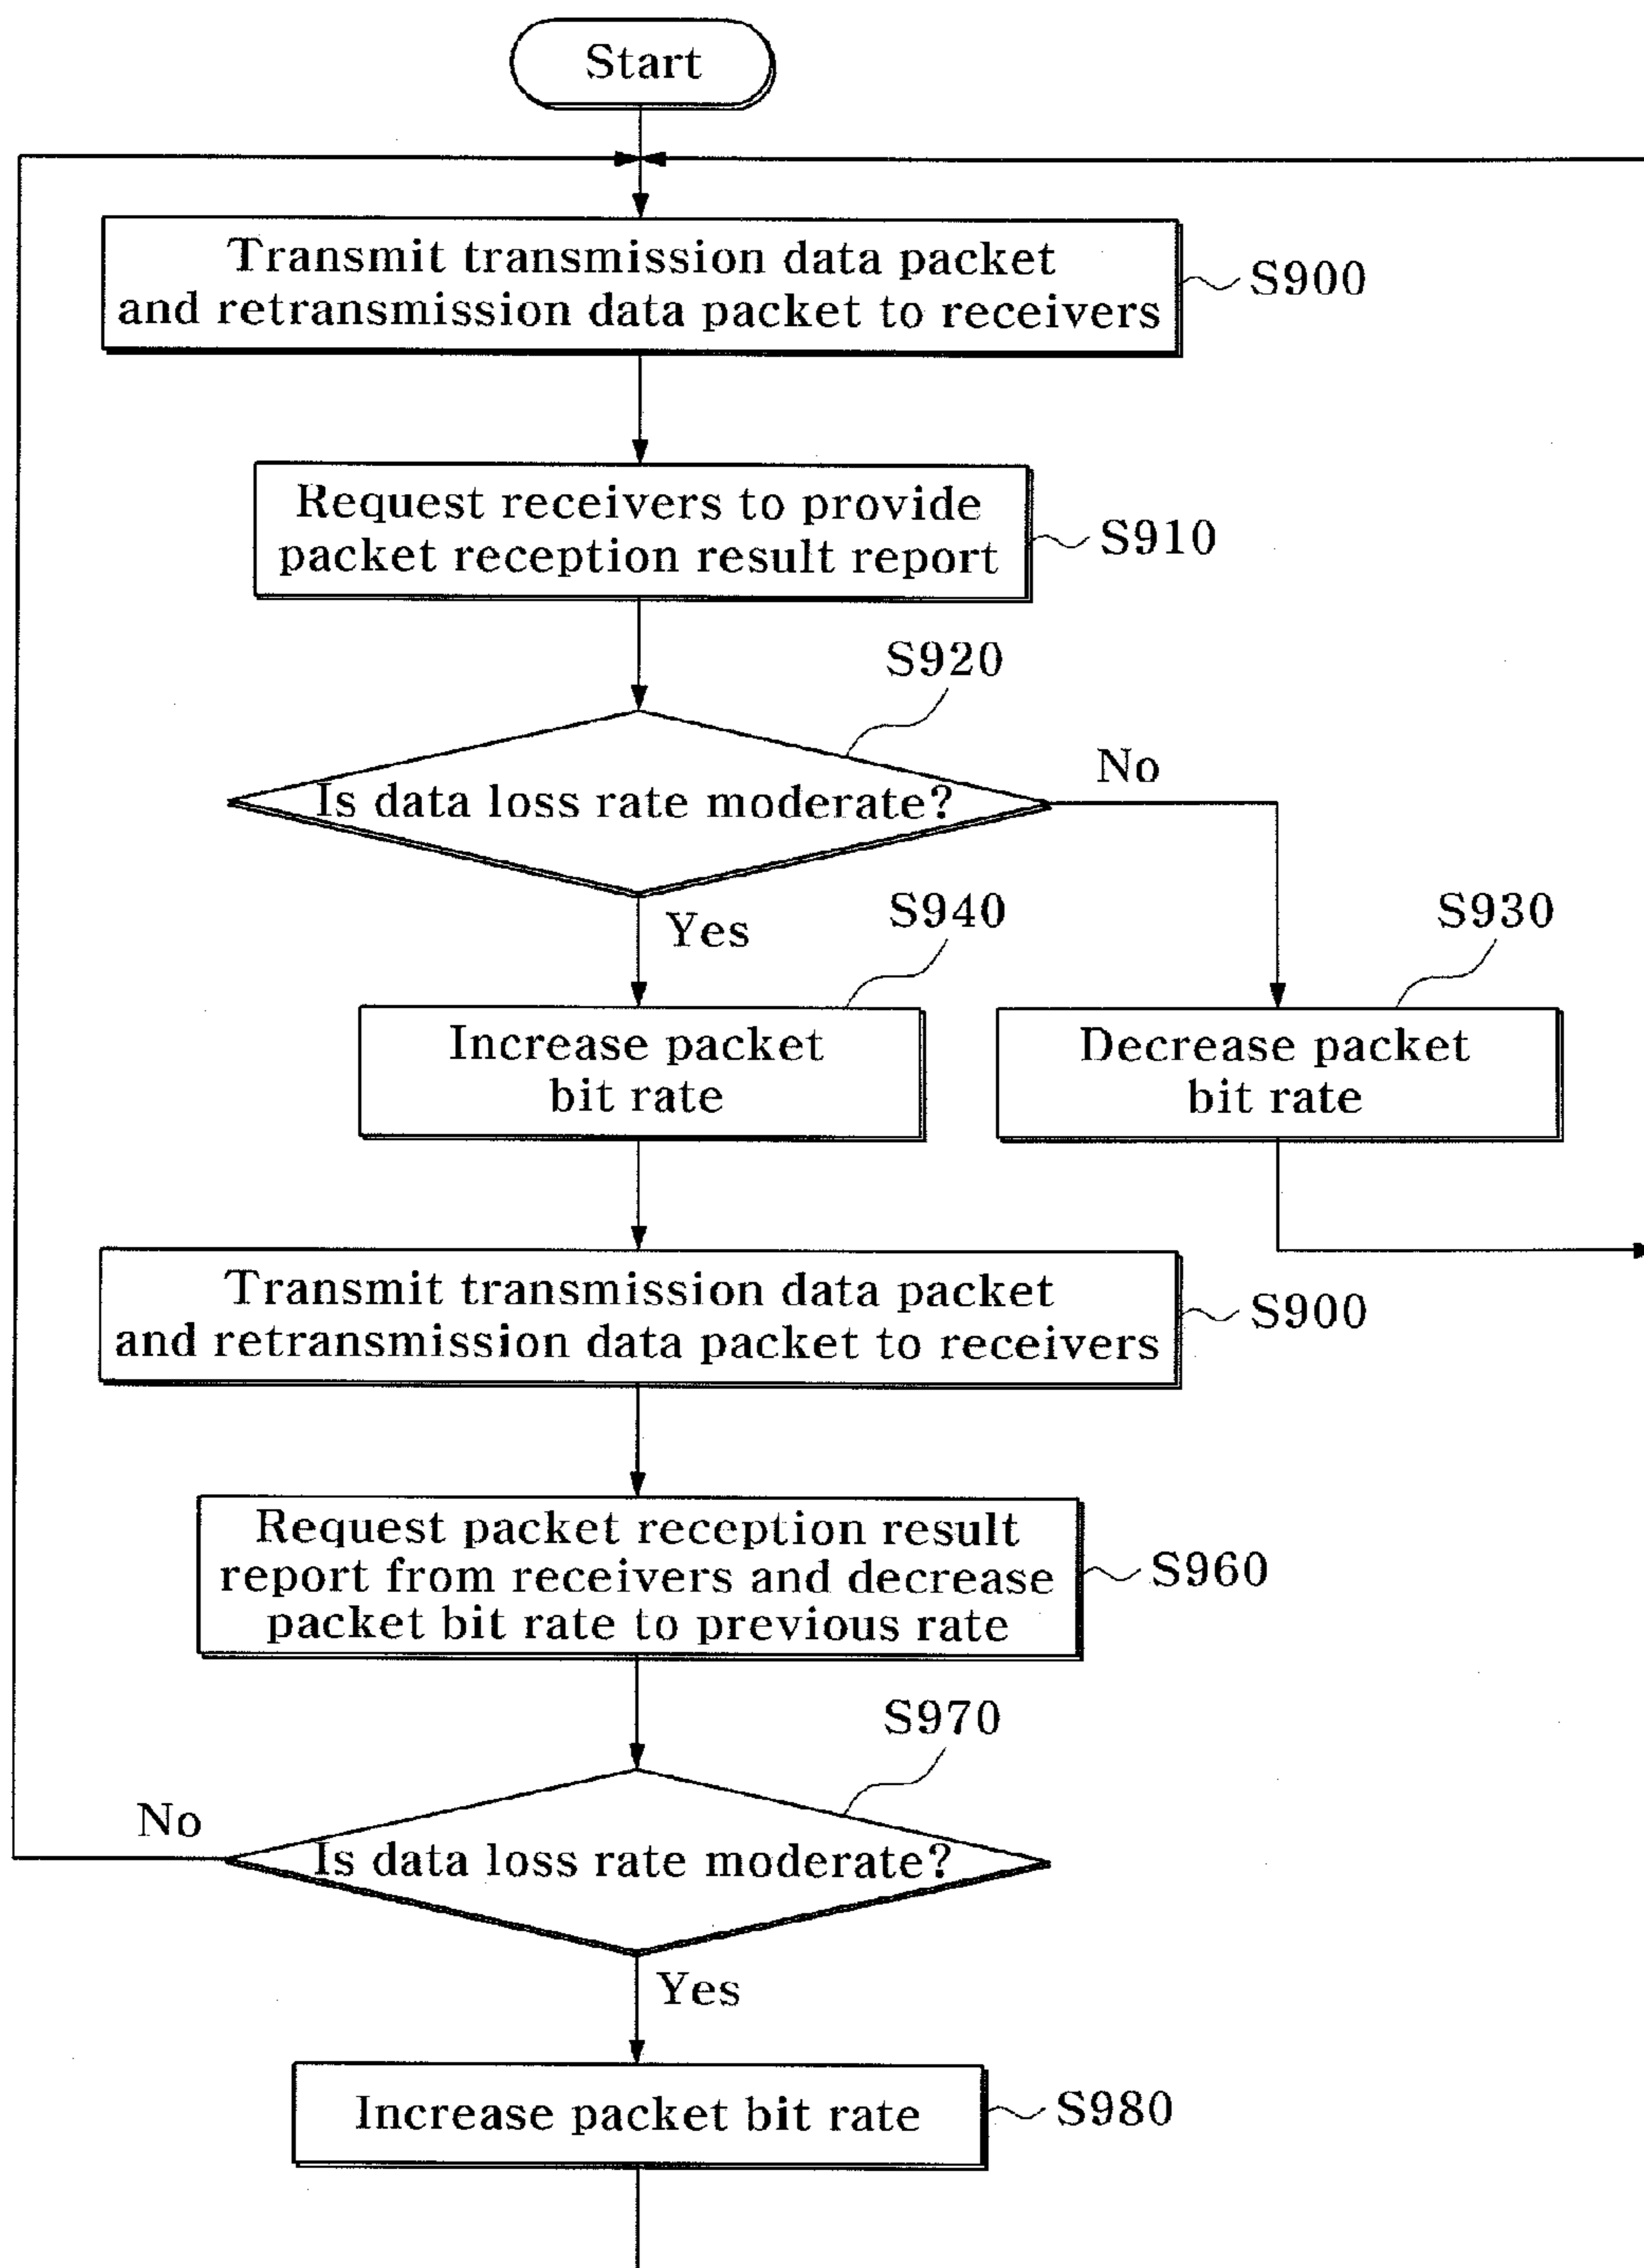 Start
Transmit transmission data packet
and retransmission data packet to receivers
S900
Request receivers to provide
packet reception result report
S910
S920
Is data loss rate moderate?
No
Yes
S940
S930
Increase packet
bit rate
Decrease packet
bit rate
Transmit transmission data packet
and retransmission data packet to receivers
S900
Request packet reception result
report from receivers and decrease
packet bit rate to previous rate
S960
S970
No
Is data loss rate moderate?
Yes
Increase packet bit rate
S980